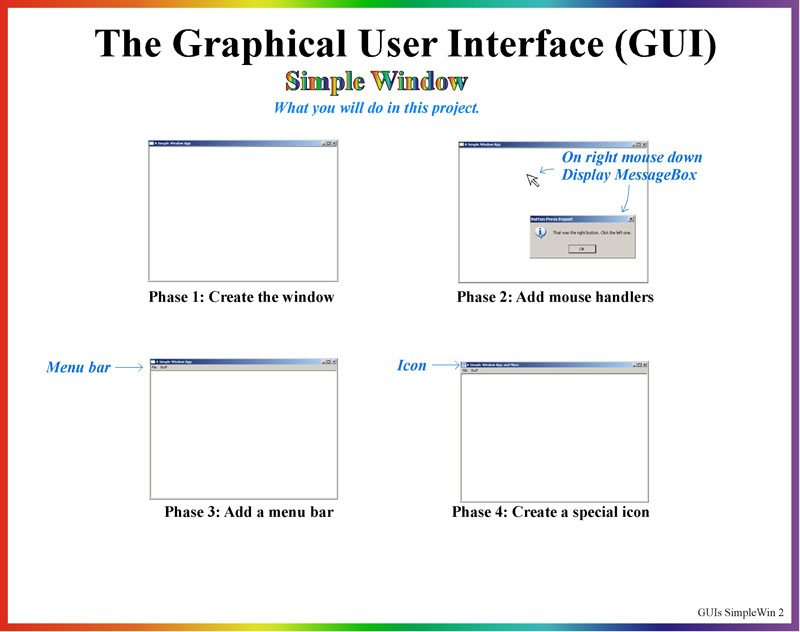 The Graphical User Interface (GUI)
Simple Window
What you will do in this project.
A Simple Window App
Phase 1: Create the window
A Simple Window App
On right mouse down
Display MessageBox
Button Press Report
That was the right button. Click the left one.
OK
Phase 2: Add mouse handlers
Menu bar
A Simple Window App
File Stuff
Phase 3: Add a menu bar
Icon
A Simple Window App and More
File Stuff
Phase 4: Create a special icon
GUIs SimpleWin 2